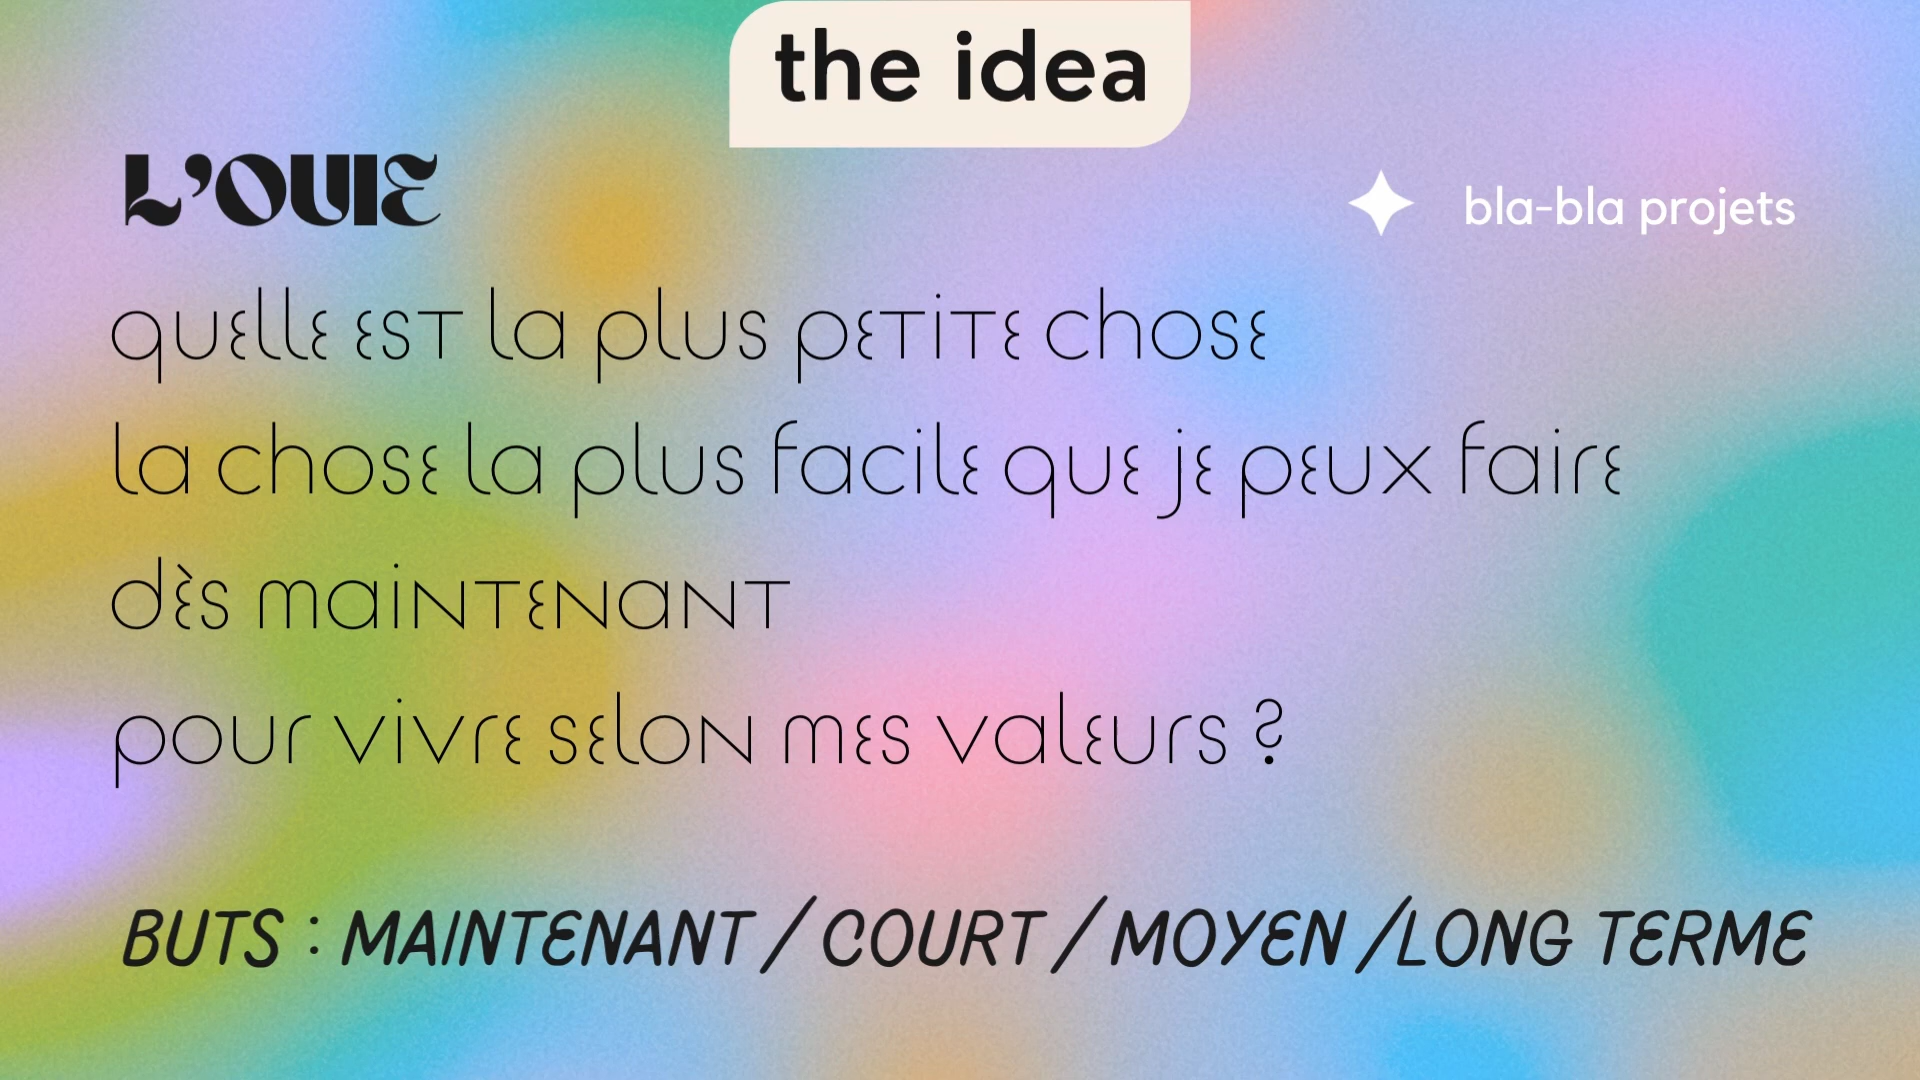 the idea
L'OUIE
bla-bla projets
quelle est la plus petite chose
la chose la plus facile que je peux faire
dès maintenant
pour vivre selon mes valeurs ?
BUTS : MAINTENANT / COURT / MOYEN /LONG TERME